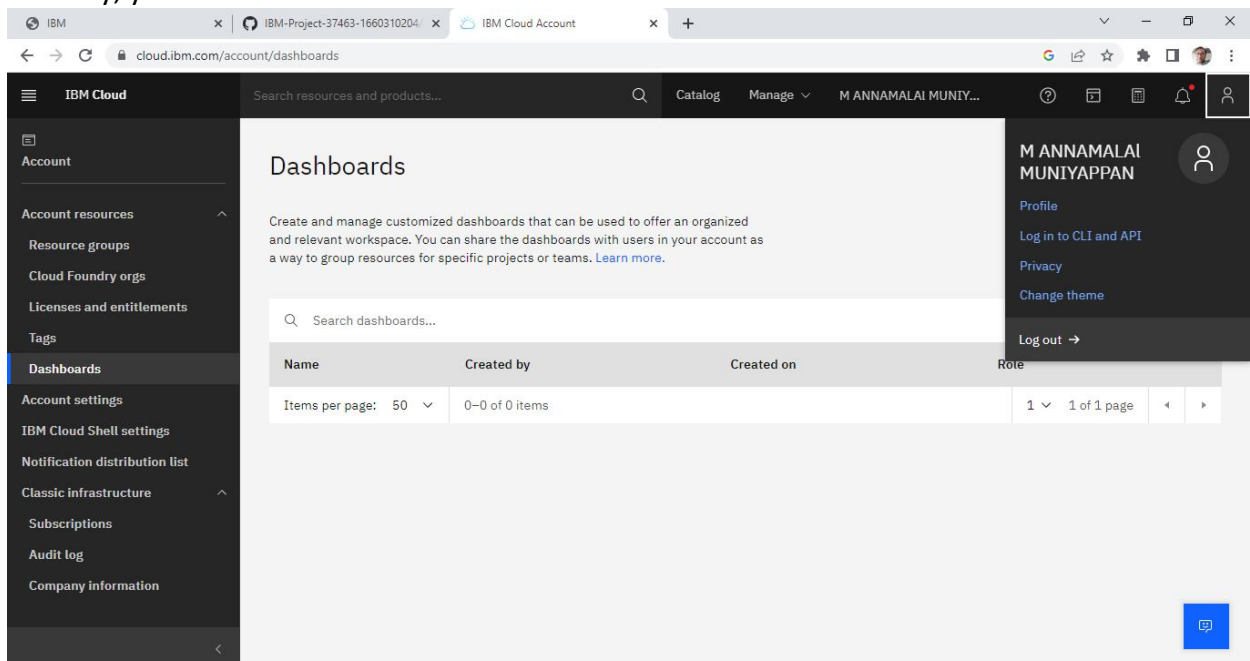 IBM
IBM-Project-37463-1660310204/
IBM Cloud Account
cloud.ibm.com/account/dashboards
IBM Cloud
Search resources and products...
Catalog
Manage
M ANNAMALAI MUNIY...
Account
Account resources
Resource groups
Cloud Foundry orgs
Licenses and entitlements
Tags
Dashboards
Account settings
IBM Cloud Shell settings
Notification distribution list
Classic infrastructure
Subscriptions
Audit log
Company information
Dashboards
Create and manage customized dashboards that can be used to offer an organized
and relevant workspace. You can share the dashboards with users in your account as
a way to group resources for specific projects or teams. Learn more.
Search dashboards...
Name Created by Created on Role
Items per page: 50 0–0 of 0 items 1 1 of 1 page
M ANNAMALAI
MUNIYAPPAN
Profile
Log in to CLI and API
Privacy
Change theme
Log out →